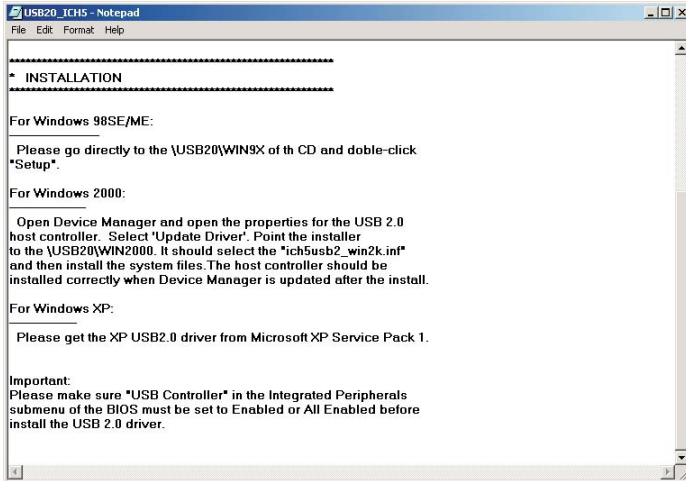 USB20_ICH5 - Notepad
File Edit Format Help
******************************************************************
* INSTALLATION
******************************************************************
For Windows 98SE/ME:
Please go directly to the \USB20\WIN9X of th CD and doble-click
"Setup".
For Windows 2000:
Open Device Manager and open the properties for the USB 2.0
host controller. Select 'Update Driver'. Point the installer
to the \USB20\WIN2000. It should select the "ich5usb2_win2k.inf"
and then install the system files.The host controller should be
installed correctly when Device Manager is updated after the install.
For Windows XP:
Please get the XP USB2.0 driver from Microsoft XP Service Pack 1.
Important:
Please make sure "USB Controller" in the Integrated Peripherals
submenu of the BIOS must be set to Enabled or All Enabled before
install the USB 2.0 driver.